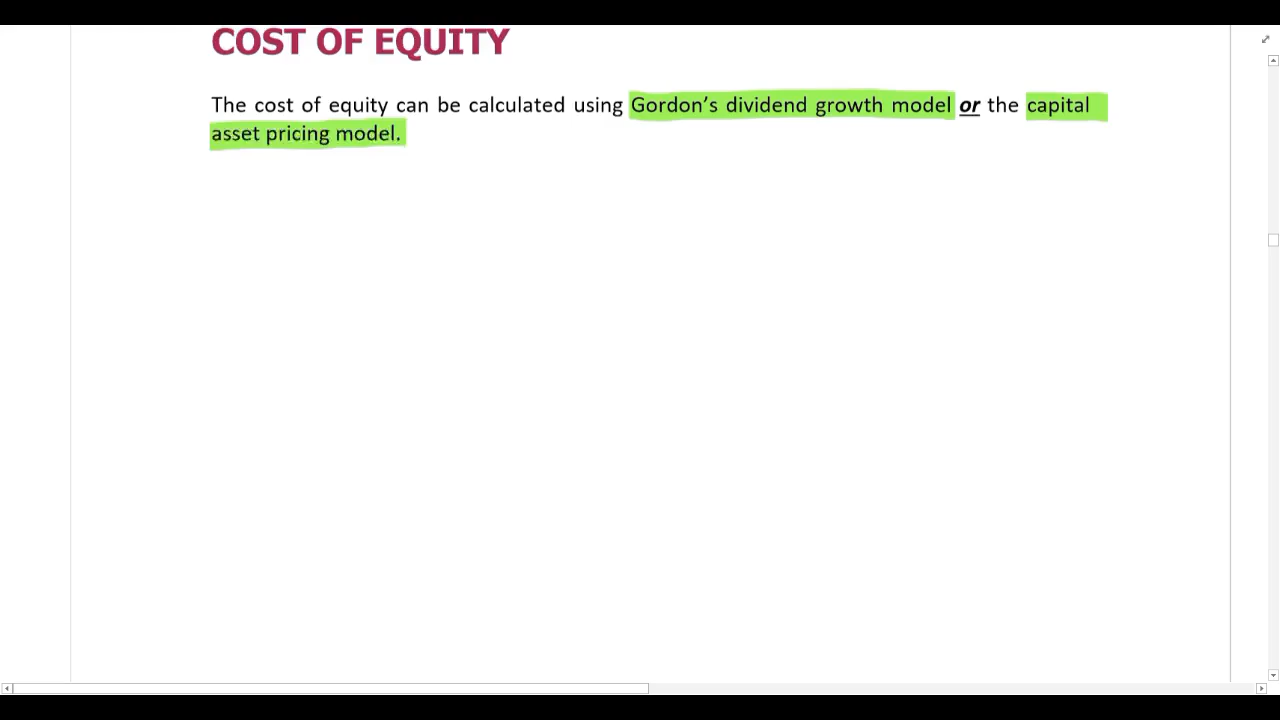 COST OF EQUITY
The cost of equity can be calculated using Gordon’s dividend growth model or the capital
asset pricing model.